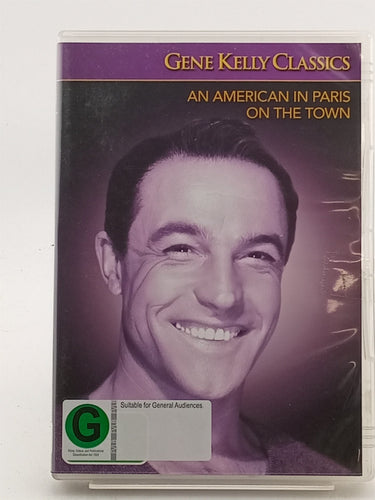 GENE KELLY CLASSICS
AN AMERICAN IN PARIS
ON THE TOWN
Suitable for General Audiences.
G